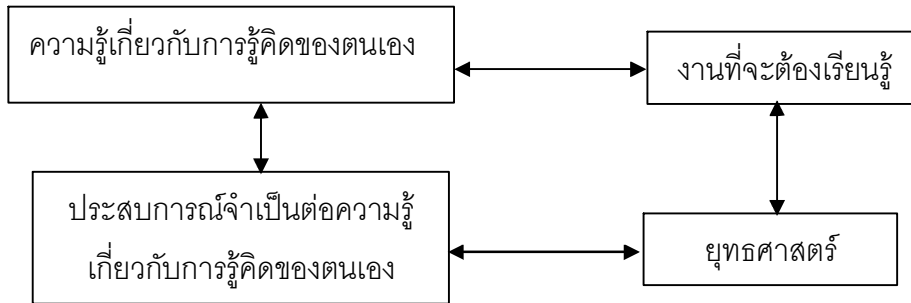 ความรู้เกี่ยวกับการรู้คิดของตนเอง
งานที่จะต้องเรียนรู้
ประสบการณ์จำเป็นต่อความรู้
เกี่ยวกับการรู้คิดของตนเอง
ยุทธศาสตร์